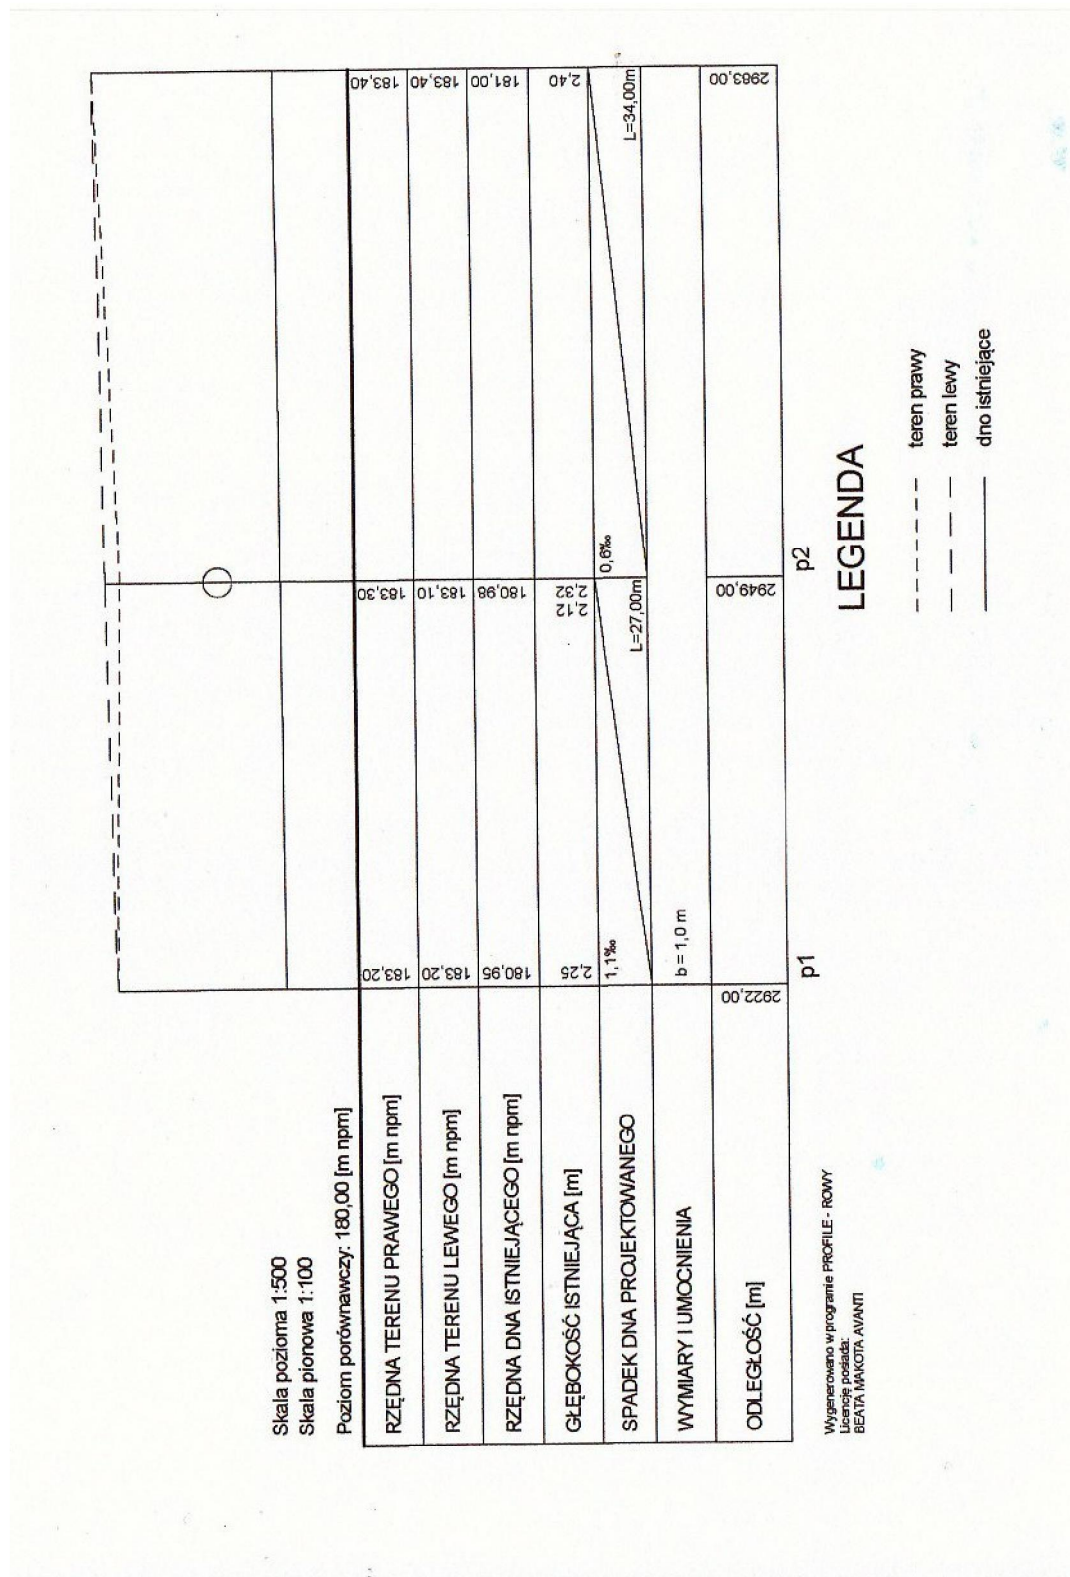 Skala pozioma 1:500
Skala pionowa 1:100
Poziom porównawczy: 180,00 [m npm]
RZĘDNA TERENU PRAWEGO [m npm] 183,20 183,30 183,40
RZĘDNA TERENU LEWEGO [m npm] 183,20 183,10 183,40
RZĘDNA DNA ISTNIEJĄCEGO [m npm] 180,95 180,98 181,00
GŁĘBOKOŚĆ ISTNIEJĄCA [m] 2,25 2,12 2,32 2,40
SPADEK DNA PROJEKTOWANEGO 1,1‰ L=27,00m 0,6‰ L=34,00m
WYMIARY I UMOCNIENIA b = 1,0 m
ODLEGŁOŚĆ [m] 2922,00 2949,00 2983,00
p1 p2
Wygenerowano w programie PROFILE - ROWY
Licencję posiada:
BEATA MAKOTA AVANTI
LEGENDA
teren prawy
teren lewy
dno istniejące